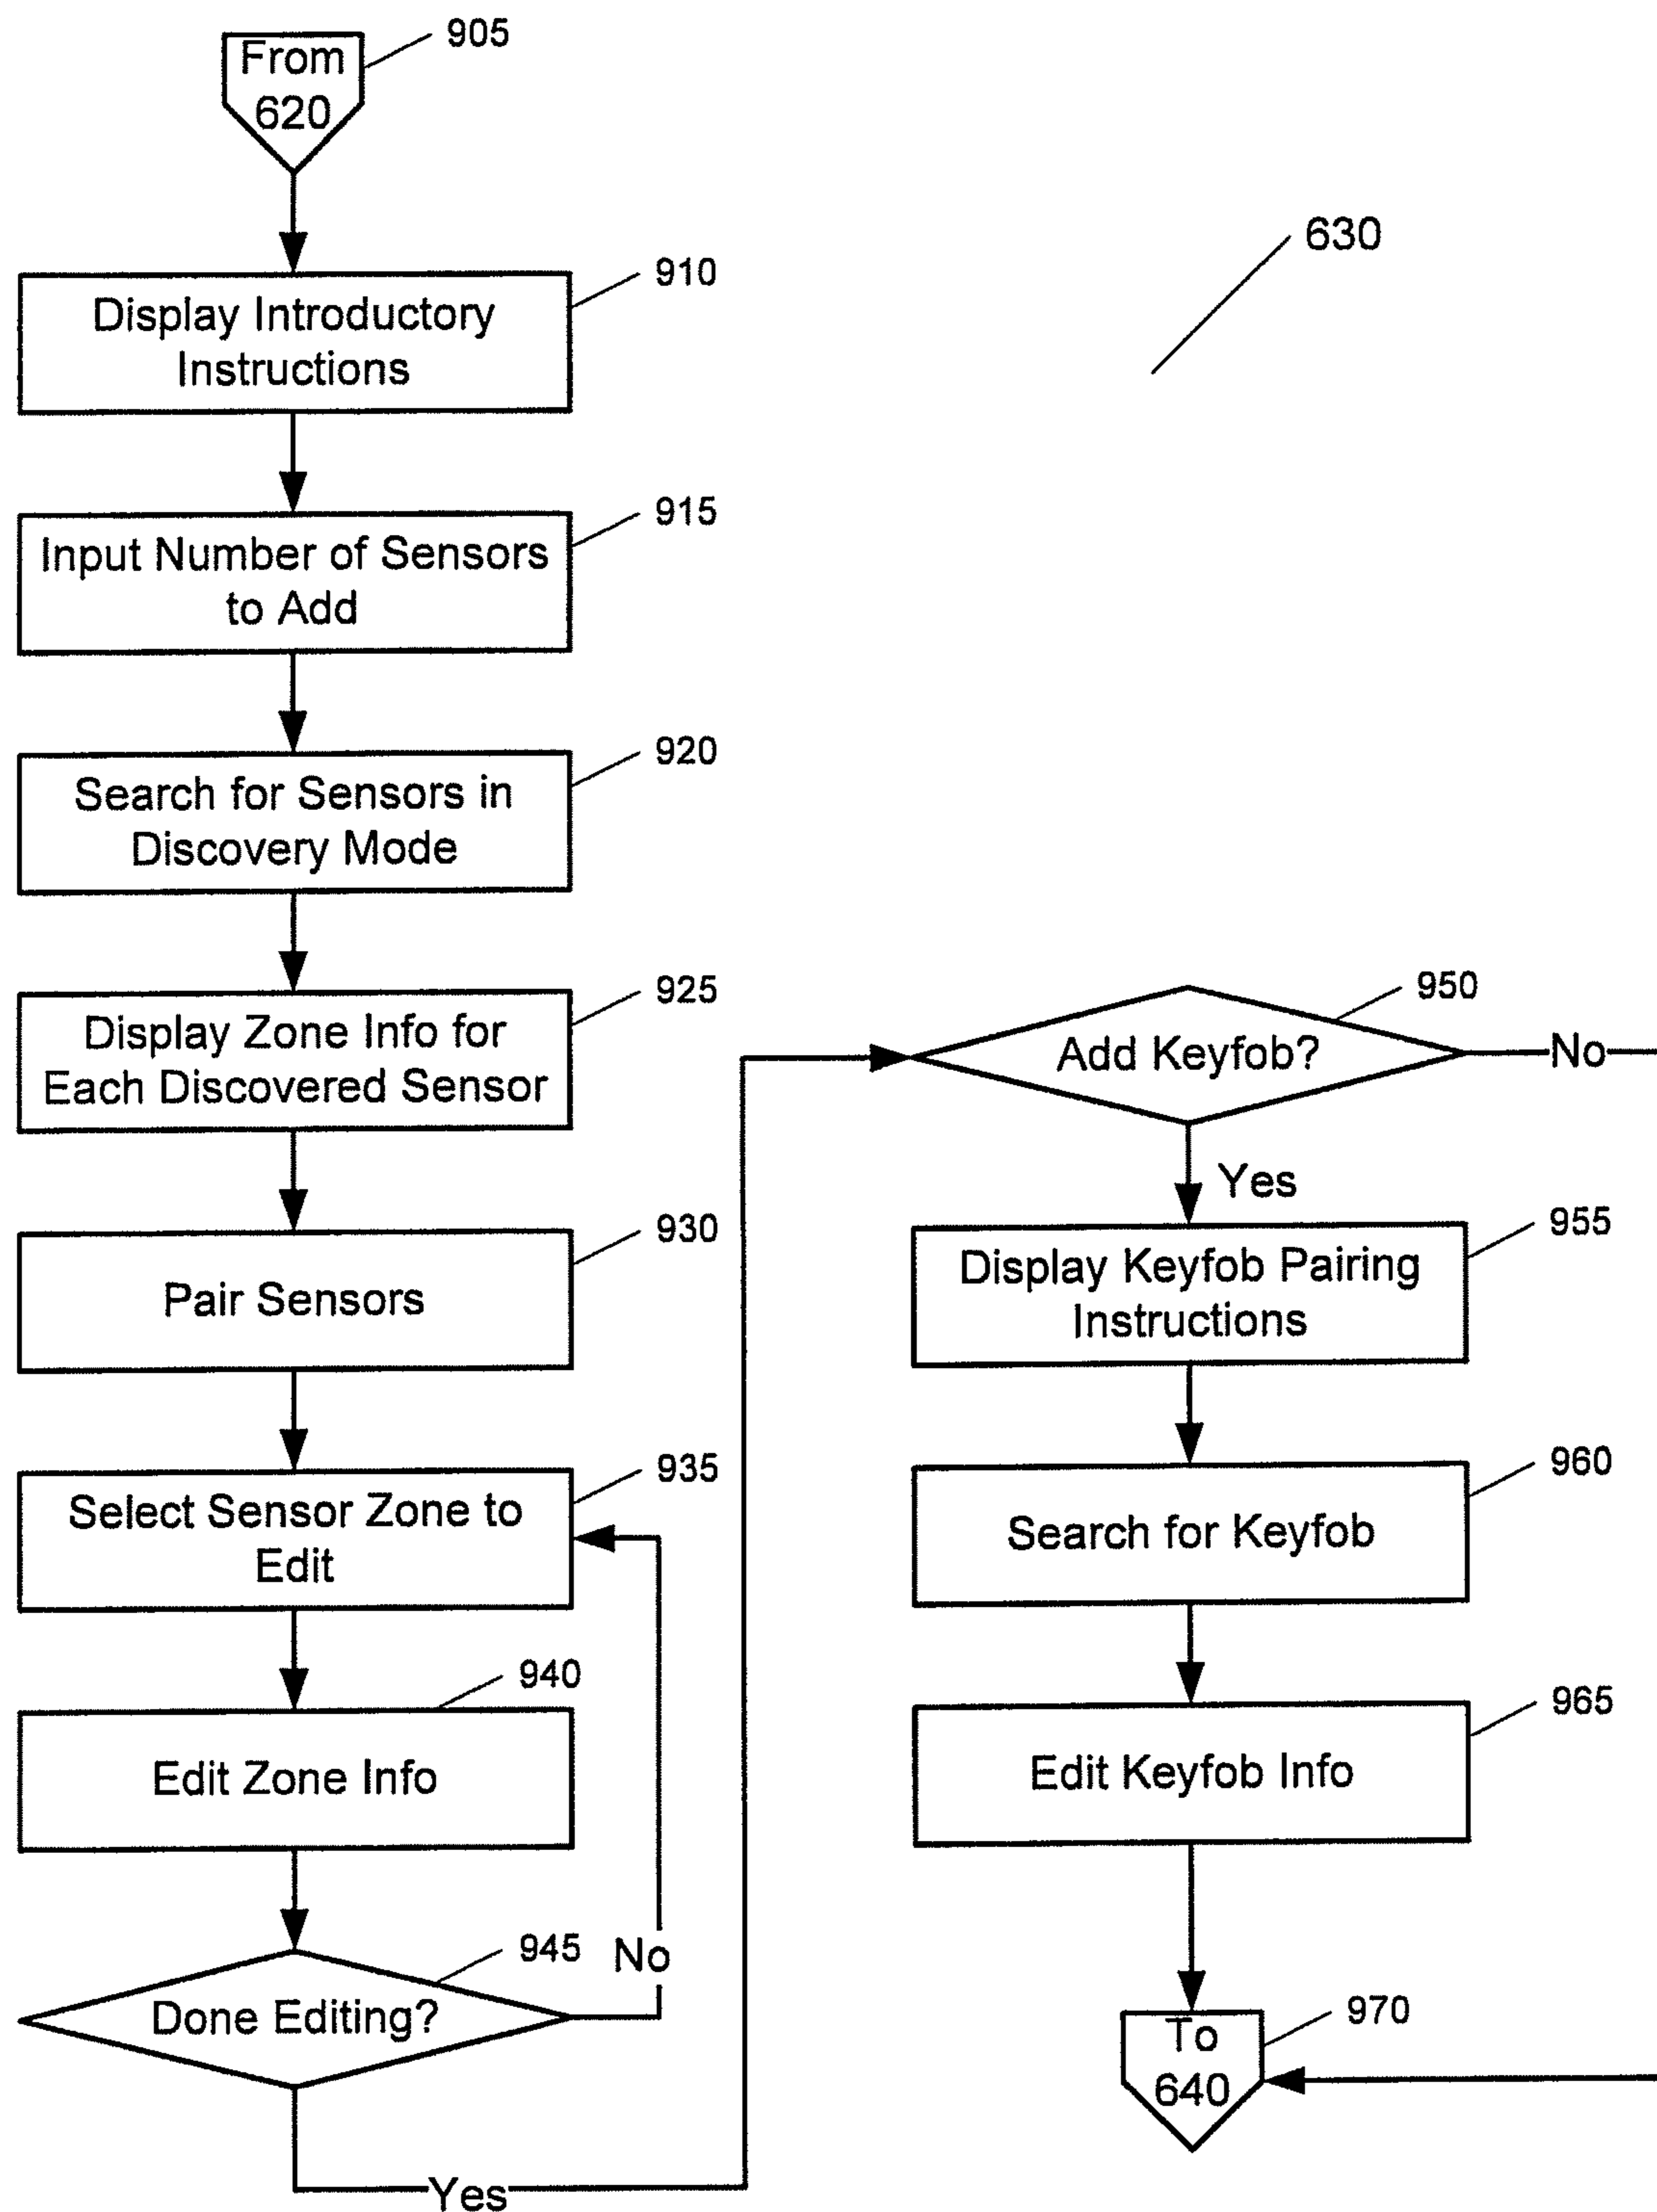 From
620
905
630
910
Display Introductory
Instructions
915
Input Number of Sensors
to Add
920
Search for Sensors in
Discovery Mode
925
Display Zone Info for
Each Discovered Sensor
930
Pair Sensors
935
Select Sensor Zone to
Edit
940
Edit Zone Info
945
Done Editing?
No
Yes
950
Add Keyfob?
No
Yes
955
Display Keyfob Pairing
Instructions
960
Search for Keyfob
965
Edit Keyfob Info
970
To
640